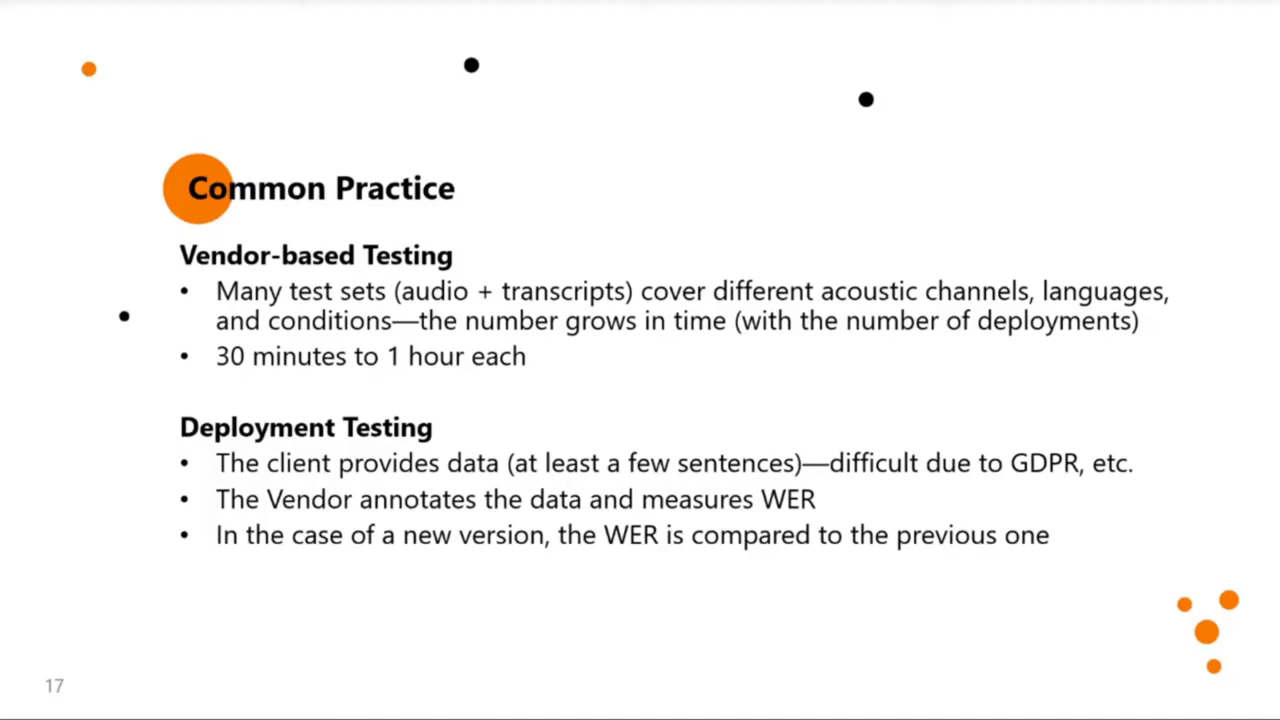 Common Practice
Vendor-based Testing
• Many test sets (audio + transcripts) cover different acoustic channels, languages,
and conditions—the number grows in time (with the number of deployments)
• 30 minutes to 1 hour each
Deployment Testing
• The client provides data (at least a few sentences)—difficult due to GDPR, etc.
• The Vendor annotates the data and measures WER
• In the case of a new version, the WER is compared to the previous one
17